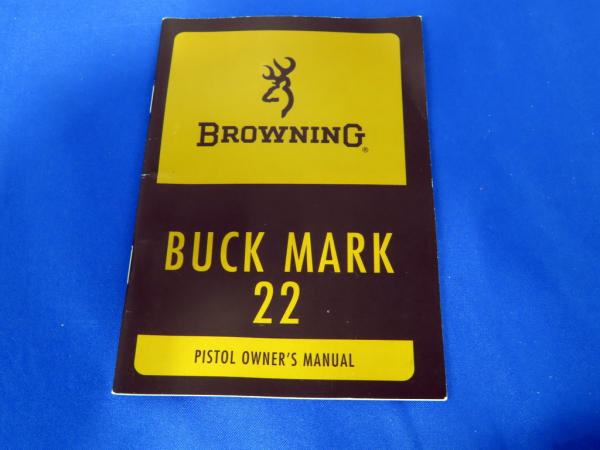 BROWNING®
BUCK MARK
22
PISTOL OWNER'S MANUAL